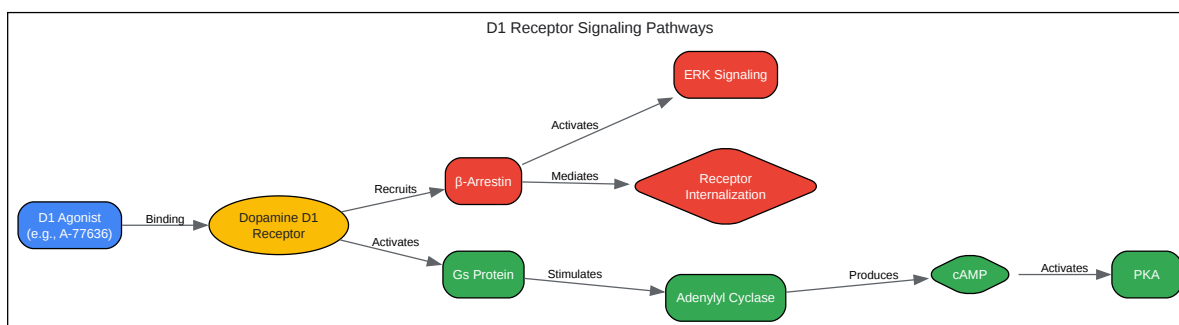 D1 Receptor Signaling Pathways
ERK Signaling
Activates
β-Arrestin
Mediates
Receptor
Internalization
Recruits
D1 Agonist
(e.g., A-77636)
Binding
Dopamine D1
Receptor
Activates
Gs Protein
Stimulates
Adenylyl Cyclase
Produces
cAMP
Activates
PKA